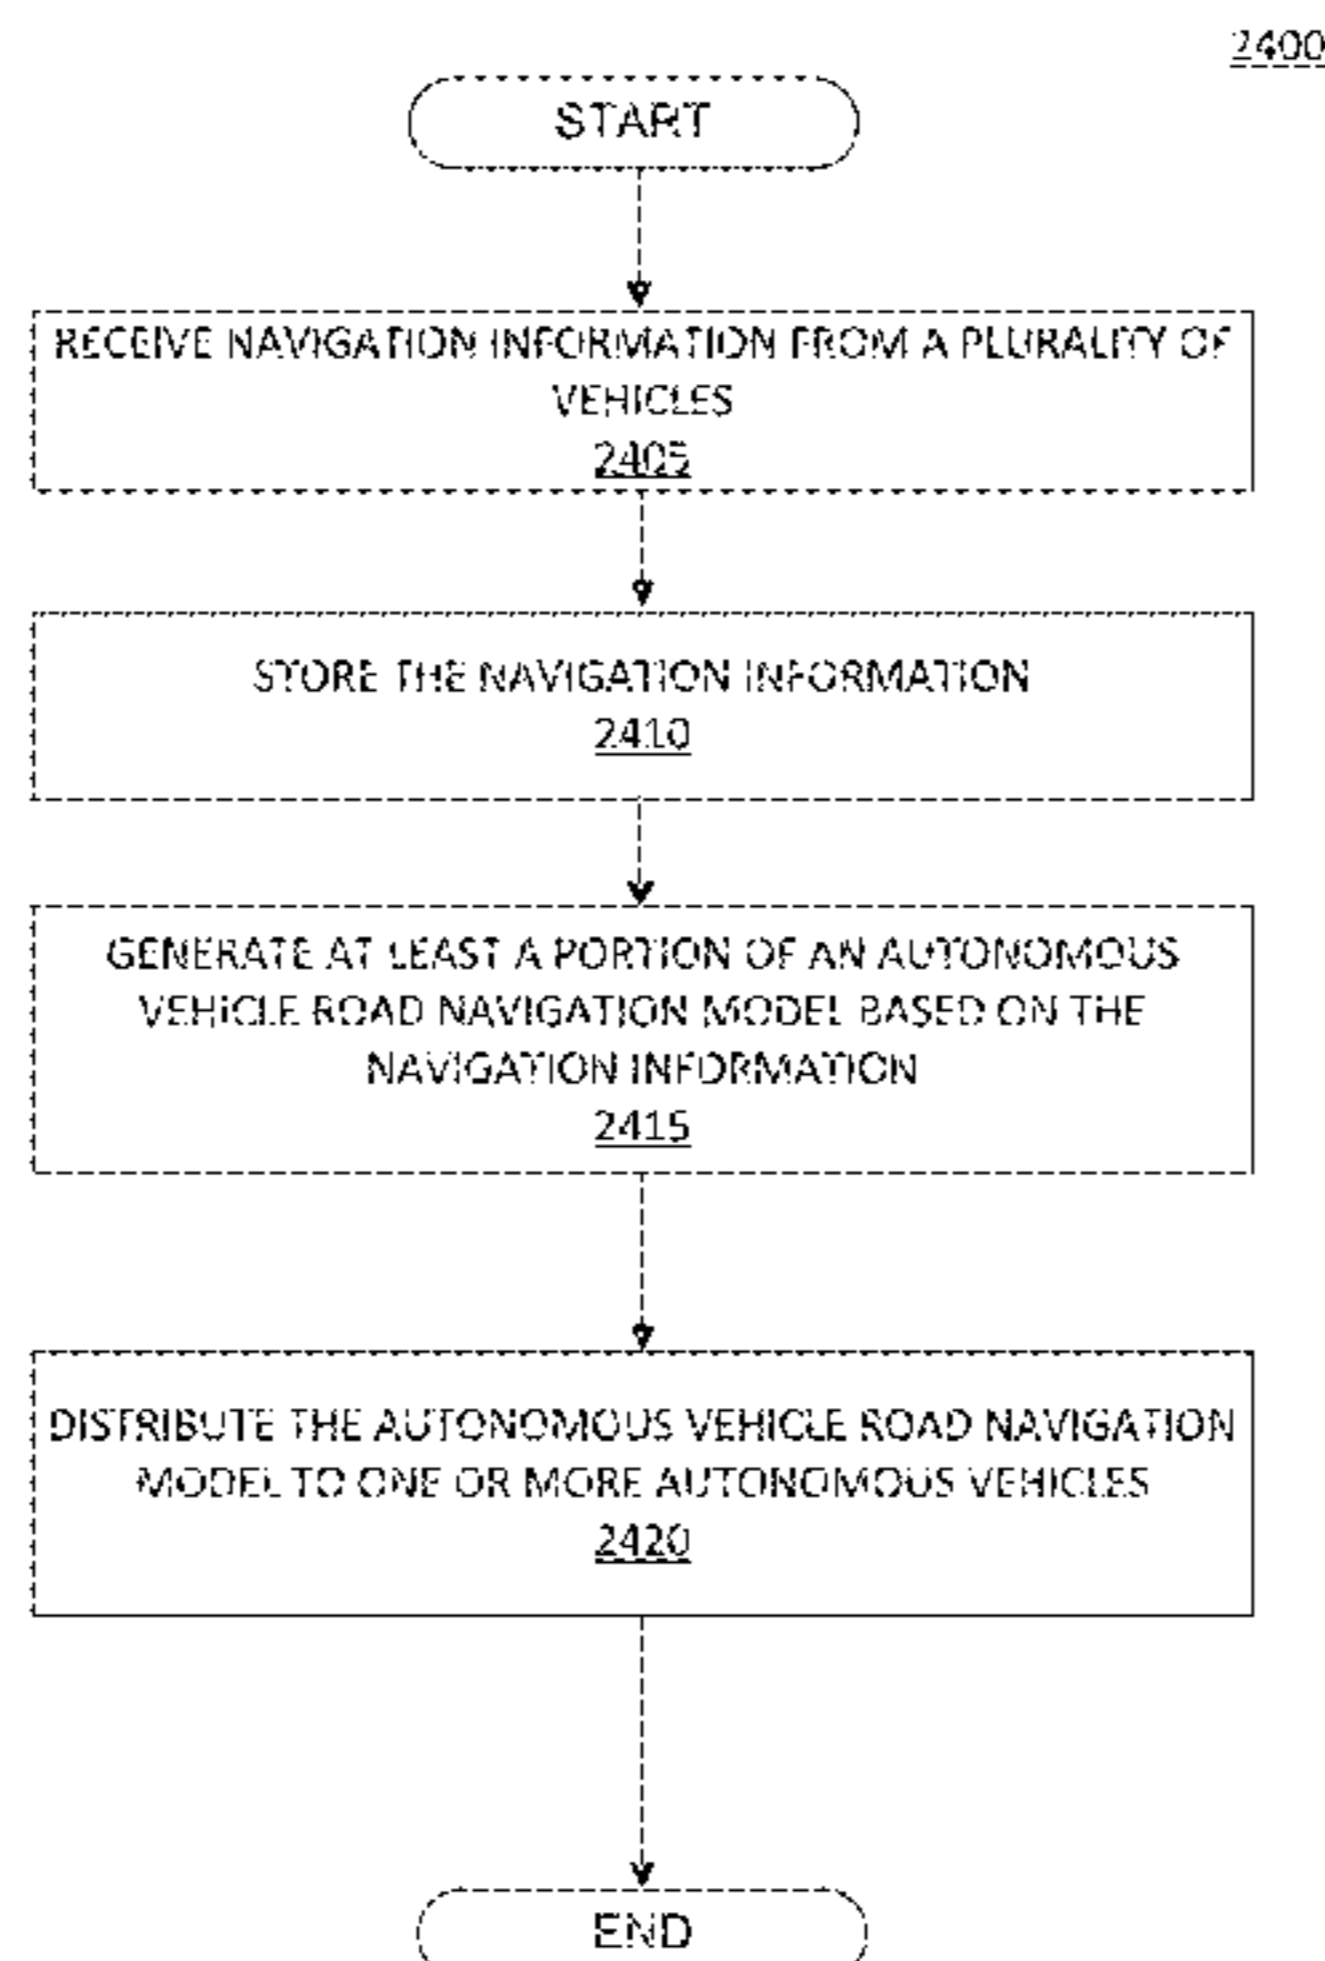 2400
START
RECEIVE NAVIGATION INFORMATION FROM A PLURALITY OF
VEHICLES
2405
STORE THE NAVIGATION INFORMATION
2410
GENERATE AT LEAST A PORTION OF AN AUTONOMOUS
VEHICLE ROAD NAVIGATION MODEL BASED ON THE
NAVIGATION INFORMATION
2415
DISTRIBUTE THE AUTONOMOUS VEHICLE ROAD NAVIGATION
MODEL TO ONE OR MORE AUTONOMOUS VEHICLES
2420
END